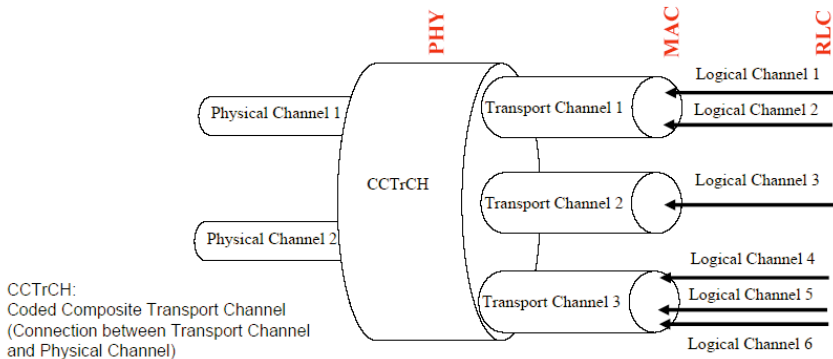 PHY
MAC
RLC
Logical Channel 1
Physical Channel 1
Transport Channel 1
Logical Channel 2
CCTrCH
Transport Channel 2
Logical Channel 3
Physical Channel 2
Logical Channel 4
CCTrCH:
Coded Composite Transport Channel
(Connection between Transport Channel
and Physical Channel)
Transport Channel 3
Logical Channel 5
Logical Channel 6